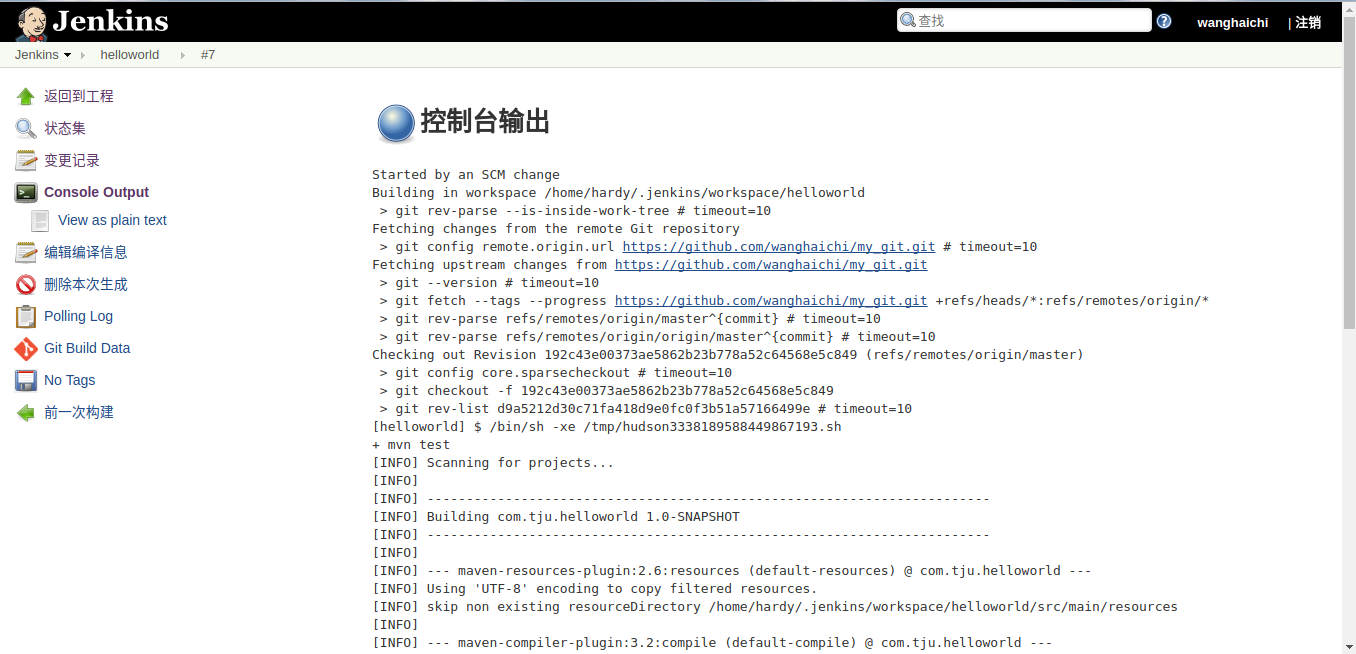 Jenkins
查找
wanghaichi
| 注销
Jenkins
helloworld
#7
返回到工程
状态集
变更记录
Console Output
View as plain text
编辑编译信息
删除本次生成
Polling Log
Git Build Data
No Tags
前一次构建
控制台输出
Started by an SCM change
Building in workspace /home/hardy/.jenkins/workspace/helloworld
> git rev-parse --is-inside-work-tree # timeout=10
Fetching changes from the remote Git repository
> git config remote.origin.url https://github.com/wanghaichi/my_git.git # timeout=10
Fetching upstream changes from https://github.com/wanghaichi/my_git.git
> git --version # timeout=10
> git fetch --tags --progress https://github.com/wanghaichi/my_git.git +refs/heads/*:refs/remotes/origin/*
> git rev-parse refs/remotes/origin/master^{commit} # timeout=10
> git rev-parse refs/remotes/origin/origin/master^{commit} # timeout=10
Checking out Revision 192c43e00373ae5862b23b778a52c64568e5c849 (refs/remotes/origin/master)
> git config core.sparsecheckout # timeout=10
> git checkout -f 192c43e00373ae5862b23b778a52c64568e5c849
> git rev-list d9a5212d30c71fa418d9e0fc0f3b51a57166499e # timeout=10
[helloworld] $ /bin/sh -xe /tmp/hudson3338189588449867193.sh
+ mvn test
[INFO] Scanning for projects...
[INFO]
[INFO] ------------------------------------------------------------------------
[INFO] Building com.tju.helloworld 1.0-SNAPSHOT
[INFO] ------------------------------------------------------------------------
[INFO]
[INFO] --- maven-resources-plugin:2.6:resources (default-resources) @ com.tju.helloworld ---
[INFO] Using 'UTF-8' encoding to copy filtered resources.
[INFO] skip non existing resourceDirectory /home/hardy/.jenkins/workspace/helloworld/src/main/resources
[INFO]
[INFO] --- maven-compiler-plugin:3.2:compile (default-compile) @ com.tju.helloworld ---